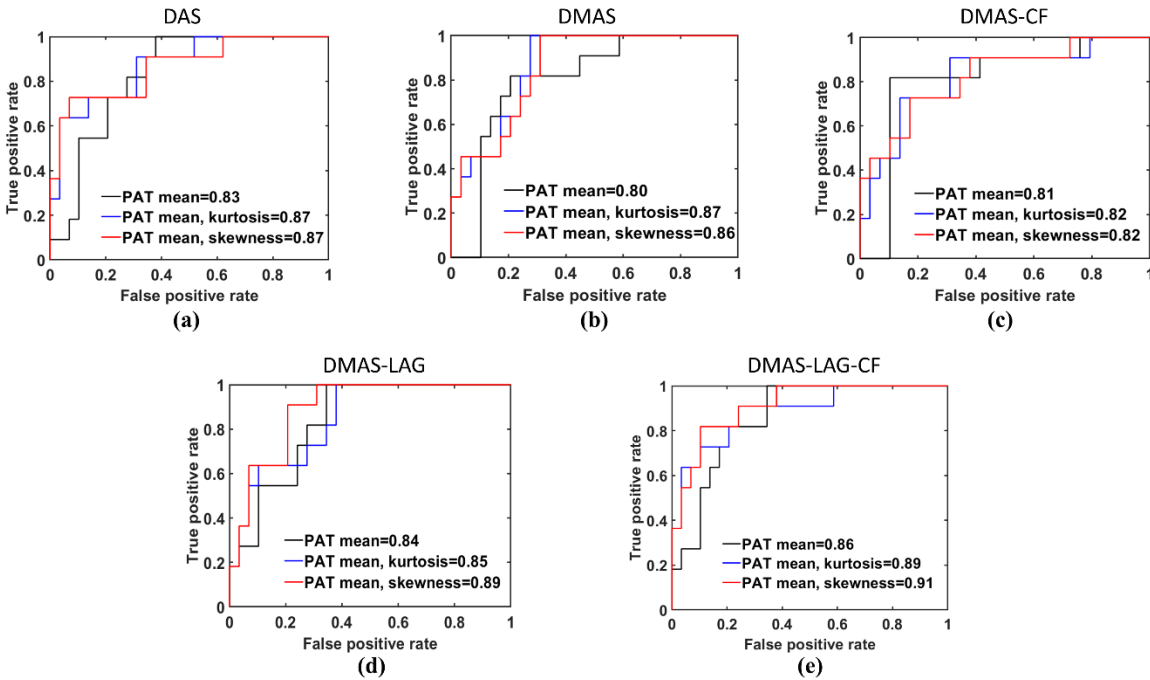 DAS
1
0.8
0.6
0.4
0.2
0
0 0.2 0.4 0.6 0.8 1
True positive rate
False positive rate
PAT mean=0.83
PAT mean, kurtosis=0.87
PAT mean, skewness=0.87
(a)
DMAS
1
0.8
0.6
0.4
0.2
0
0 0.2 0.4 0.6 0.8 1
True positive rate
False positive rate
PAT mean=0.80
PAT mean, kurtosis=0.87
PAT mean, skewness=0.86
(b)
DMAS-CF
1
0.8
0.6
0.4
0.2
0
0 0.2 0.4 0.6 0.8 1
True positive rate
False positive rate
PAT mean=0.81
PAT mean, kurtosis=0.82
PAT mean, skewness=0.82
(c)
DMAS-LAG
1
0.8
0.6
0.4
0.2
0
0 0.2 0.4 0.6 0.8 1
True positive rate
False positive rate
PAT mean=0.84
PAT mean, kurtosis=0.85
PAT mean, skewness=0.89
(d)
DMAS-LAG-CF
1
0.8
0.6
0.4
0.2
0
0 0.2 0.4 0.6 0.8 1
True positive rate
False positive rate
PAT mean=0.86
PAT mean, kurtosis=0.89
PAT mean, skewness=0.91
(e)